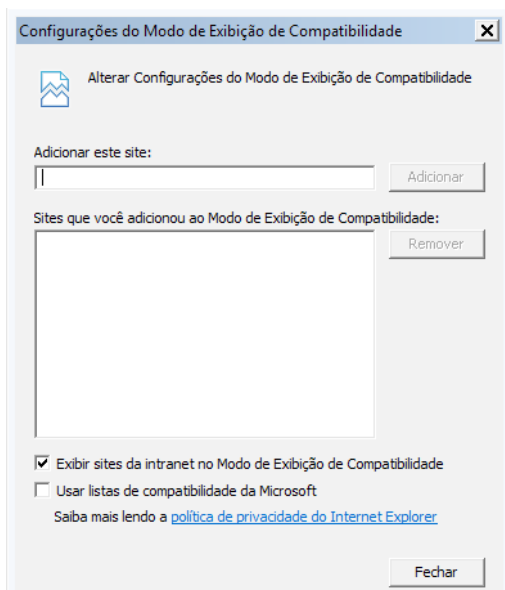 Configurações do Modo de Exibição de Compatibilidade
Alterar Configurações do Modo de Exibição de Compatibilidade
Adicionar este site:
Adicionar
Sites que você adicionou ao Modo de Exibição de Compatibilidade:
Remover
Exibir sites da intranet no Modo de Exibição de Compatibilidade
Usar listas de compatibilidade da Microsoft
Saiba mais lendo a política de privacidade do Internet Explorer
Fechar